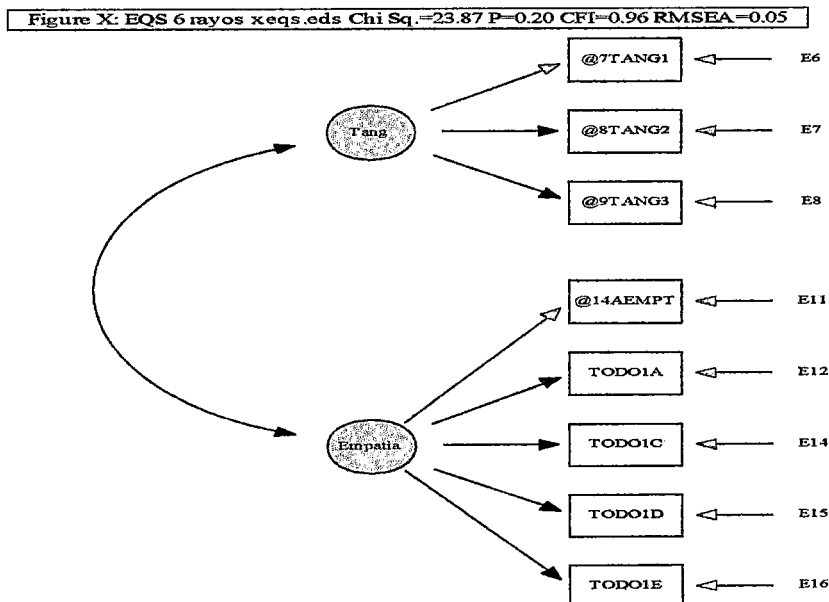 Figure X: EQS 6 rayos xeqs.eds Chi Sq.=23.87 P=0.20 CFI=0.96 RMSEA=0.05
@7TANG1 E6
Tang
@8TANG2 E7
@9TANG3 E8
@14AEMPT E11
TODO1A E12
Empatia
TODO1C E14
TODO1D E15
TODO1E E16